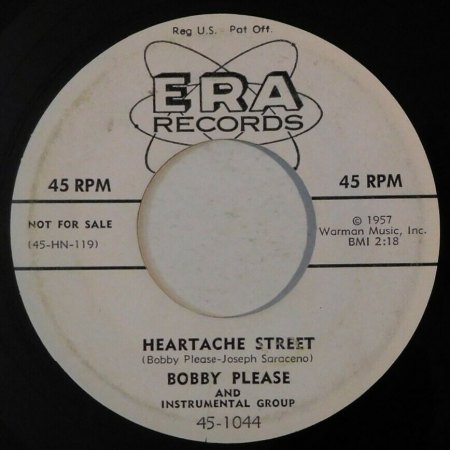 Reg U.S. Pat Off.
ERA
RECORDS
45 RPM
45 RPM
NOT FOR SALE
(45-HN-119)
© 1957
Warman Music, Inc.
BMI 2:18
HEARTACHE STREET
(Bobby Please-Joseph Saraceno)
BOBBY PLEASE
AND
INSTRUMENTAL GROUP
45-1044